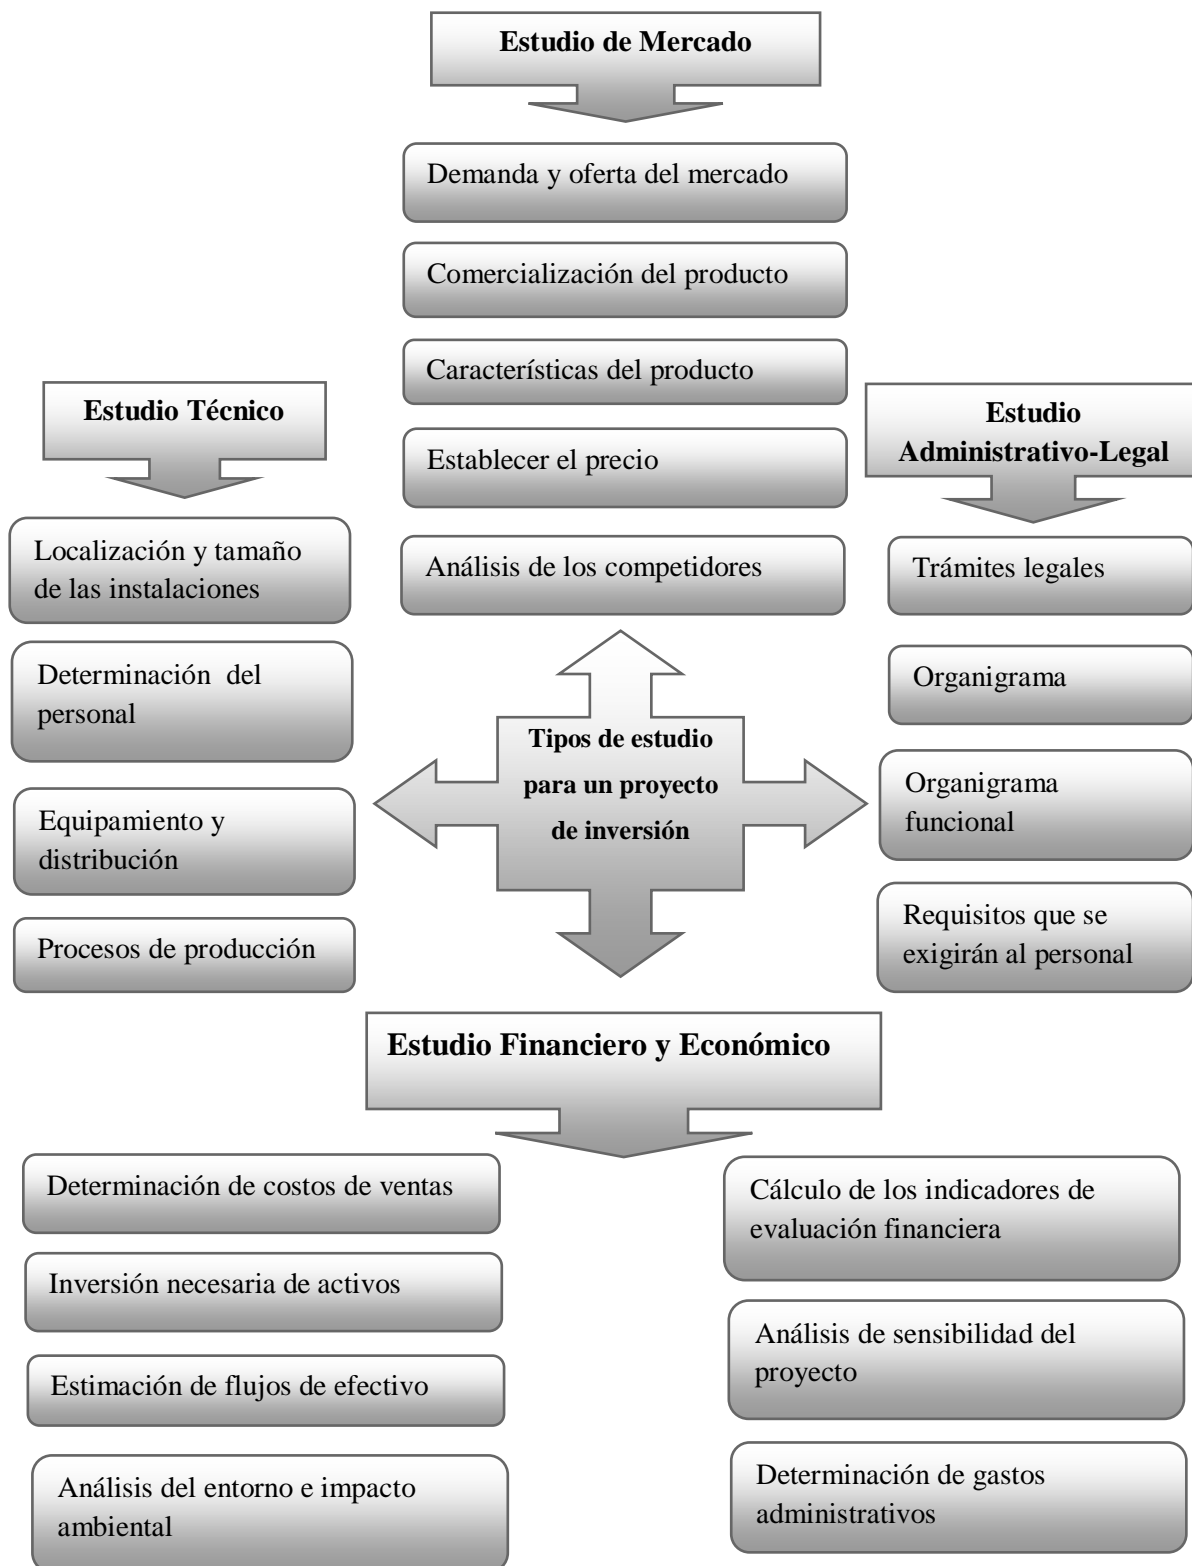 Estudio de Mercado
Demanda y oferta del mercado
Comercialización del producto
Características del producto
Establecer el precio
Análisis de los competidores
Estudio Técnico
Localización y tamaño
de las instalaciones
Determinación  del
personal
Equipamiento y
distribución
Procesos de producción
Tipos de estudio
para un proyecto
de inversión
Estudio
Administrativo-Legal
Trámites legales
Organigrama
Organigrama
funcional
Requisitos que se
exigirán al personal
Estudio Financiero y Económico
Determinación de costos de ventas
Inversión necesaria de activos
Estimación de flujos de efectivo
Análisis del entorno e impacto
ambiental
Cálculo de los indicadores de
evaluación financiera
Análisis de sensibilidad del
proyecto
Determinación de gastos
administrativos